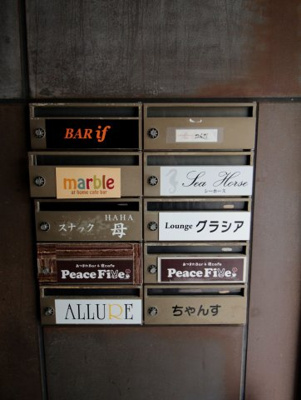 BAR if
marble
at home cafe bar
Sea Horse
シーホース
スナック 母
HAHA
Lounge グラシア
Peace Five
Peace Five
ALLURE
ちゃんす